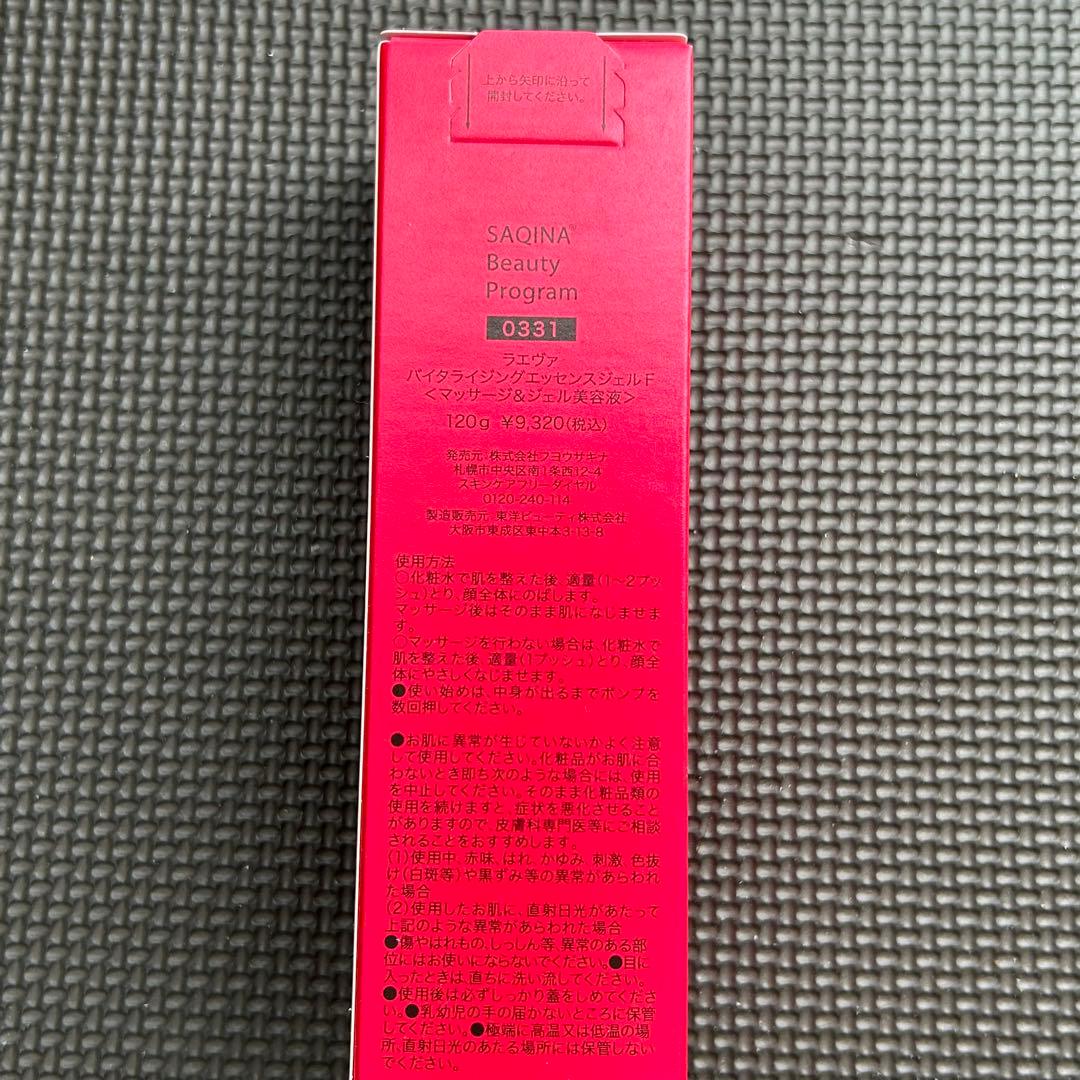 上から矢印に沿って
開封してください。
SAQINA®
Beauty
Program
0331
ラエヴァ
バイタライジングエッセンスジェルF
＜マッサージ&ジェル美容液＞
120g ¥9,320(税込)
発売元：株式会社フヨウサキナ
札幌市中央区南1条西12-4
スキンケアフリーダイヤル
0120-240-114
製造販売元：東洋ビューティ株式会社
大阪市東成区東中本3-13-8
使用方法
○化粧水で肌を整えた後、適量(1〜2プッ
シュ)とり、顔全体にのばします。
マッサージ後はそのまま肌になじませま
す。
○マッサージを行わない場合は、化粧水で
肌を整えた後、適量(1プッシュ)とり、顔全
体にやさしくなじませます。
●使い始めは、中身が出るまでポンプを
数回押してください。
●お肌に異常が生じていないかよく注意
して使用してください。化粧品がお肌に合
わないとき即ち次のような場合には、使用
を中止してください。そのまま化粧品類の
使用を続けますと、症状を悪化させること
がありますので、皮膚科専門医等にご相談
されることをおすすめします。
(1)使用中、赤味、はれ、かゆみ、刺激、色抜
け(白斑等)や黒ずみ等の異常があらわれ
た場合
(2)使用したお肌に、直射日光があたって
上記のような異常があらわれた場合
●傷やはれもの、しっしん等、異常のある部
位にはお使いにならないでください。●目に
入ったときは、直ちに洗い流してください。
●使用後は必ずしっかり蓋をしめてくださ
い。●乳幼児の手の届かないところに保管
してください。●極端に高温又は低温の場
所、直射日光のあたる場所には保管しない
でください。